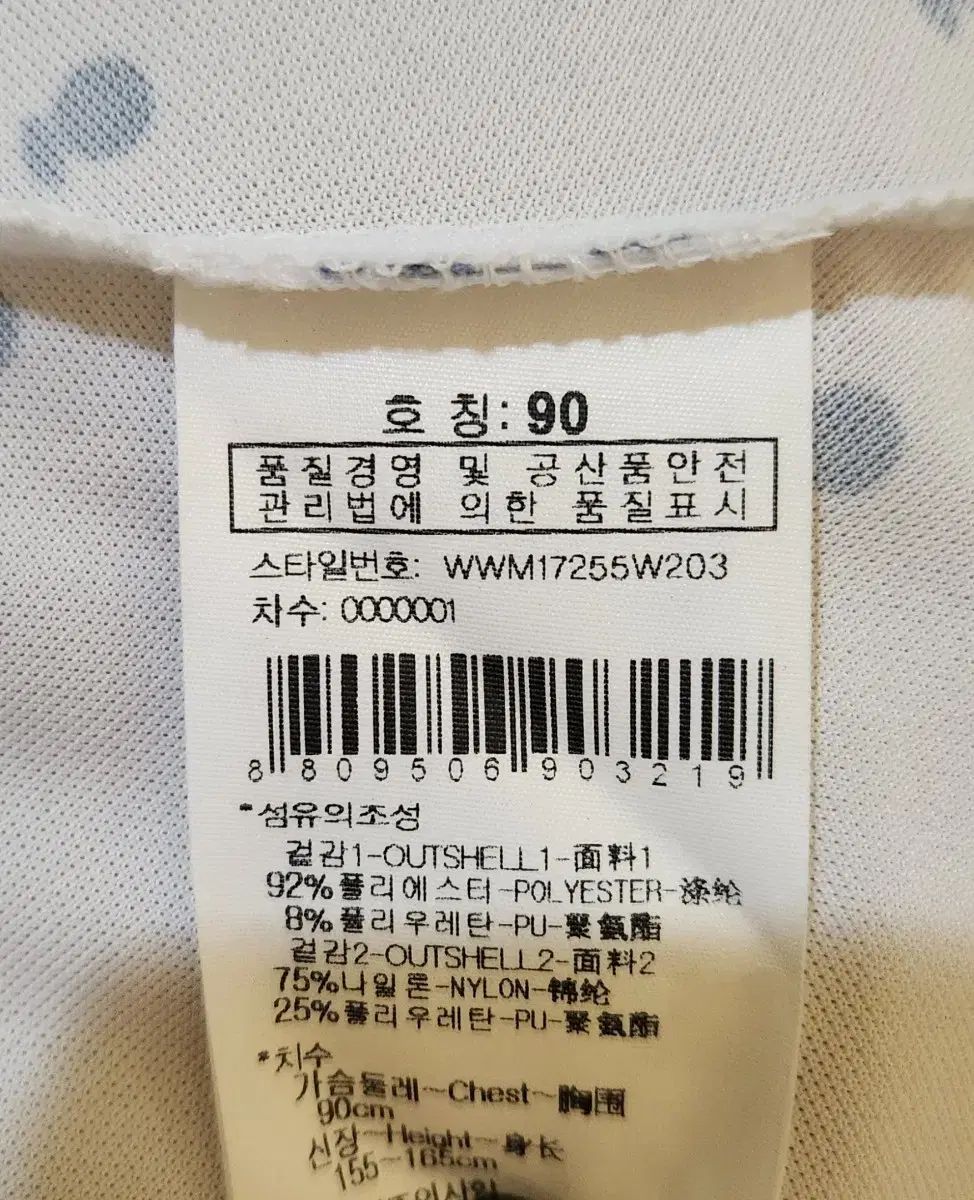 호 칭: 90
품질경영 및 공산품안전
관리법에 의한 품질표시
스타일번호: WWM17255W203
차수: 0000001
8 809506 903219
*섬유의조성
겉감1-OUTSHELL1-面料1
92%폴리에스터-POLYESTER-涤纶
8%폴리우레탄-PU-聚氨酯
겉감2-OUTSHELL2-面料2
75%나일론-NYLON-锦纶
25%폴리우레탄-PU-聚氨酯
*치수
가슴둘레-Chest-胸围
90cm
신장-Height-身长
155-165cm